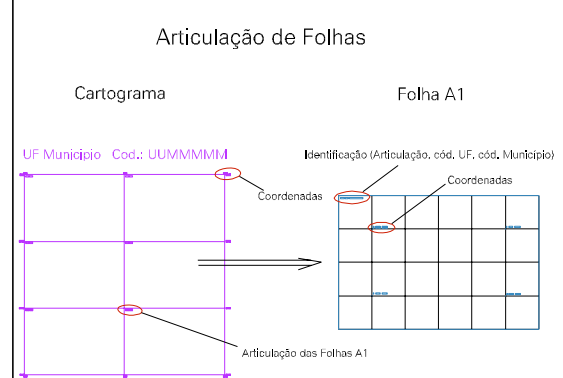 Articulação de Folhas
Cartograma
Folha A1
UF Município Cod.: UUMMMMM
Identificação (Articulação, cód. UF, cód. Município)
Coordenadas
Coordenadas
Articulação das Folhas A1